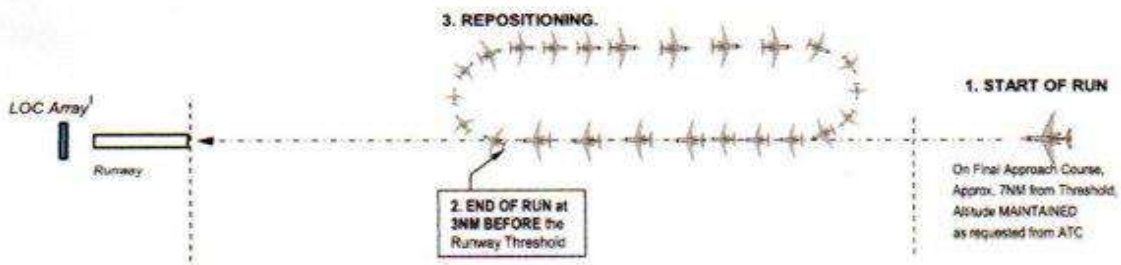 3. REPOSITIONING.
1. START OF RUN
LOC Array¹
Runway
On Final Approach Course,
Approx. 7NM from Threshold,
Altitude MAINTAINED
as requested from ATC
2. END OF RUN at
3NM BEFORE the
Runway Threshold